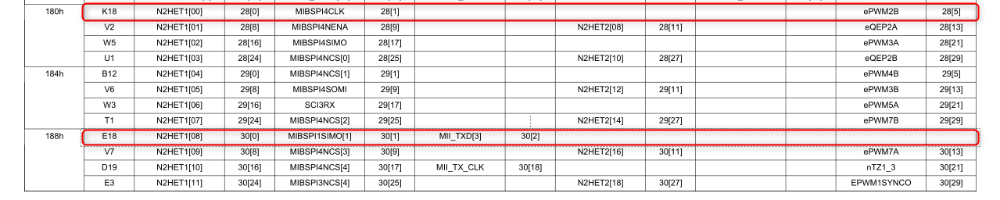 180h K18 N2HET1[00] 28[0] MIBSPI4CLK 28[1] ePWM2B 28[5]
V2 N2HET1[01] 28[8] MIBSPI4NENA 28[9] N2HET2[08] 28[11] eQEP2A 28[13]
W5 N2HET1[02] 28[16] MIBSPI4SIMO 28[17] ePWM3A 28[21]
U1 N2HET1[03] 28[24] MIBSPI4NCS[0] 28[25] N2HET2[10] 28[27] eQEP2B 28[29]
184h B12 N2HET1[04] 29[0] MIBSPI4NCS[1] 29[1] ePWM4B 29[5]
V6 N2HET1[05] 29[8] MIBSPI4SOMI 29[9] N2HET2[12] 29[11] ePWM3B 29[13]
W3 N2HET1[06] 29[16] SCI3RX 29[17] ePWM5A 29[21]
T1 N2HET1[07] 29[24] MIBSPI4NCS[2] 29[25] N2HET2[14] 29[27] ePWM7B 29[29]
188h E18 N2HET1[08] 30[0] MIBSPI1SIMO[1] 30[1] MII_TXD[3] 30[2]
V7 N2HET1[09] 30[8] MIBSPI4NCS[3] 30[9] N2HET2[16] 30[11] ePWM7A 30[13]
D19 N2HET1[10] 30[16] MIBSPI4NCS[4] 30[17] MII_TX_CLK 30[18] nTZ1_3 30[21]
E3 N2HET1[11] 30[24] MIBSPI3NCS[4] 30[25] N2HET2[18] 30[27] EPWM1SYNCO 30[29]